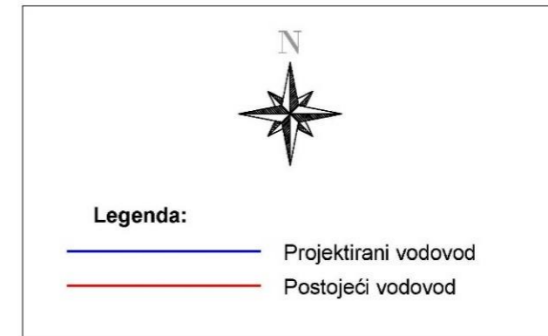 N
Legenda:
Projektirani vodovod
Postojeći vodovod